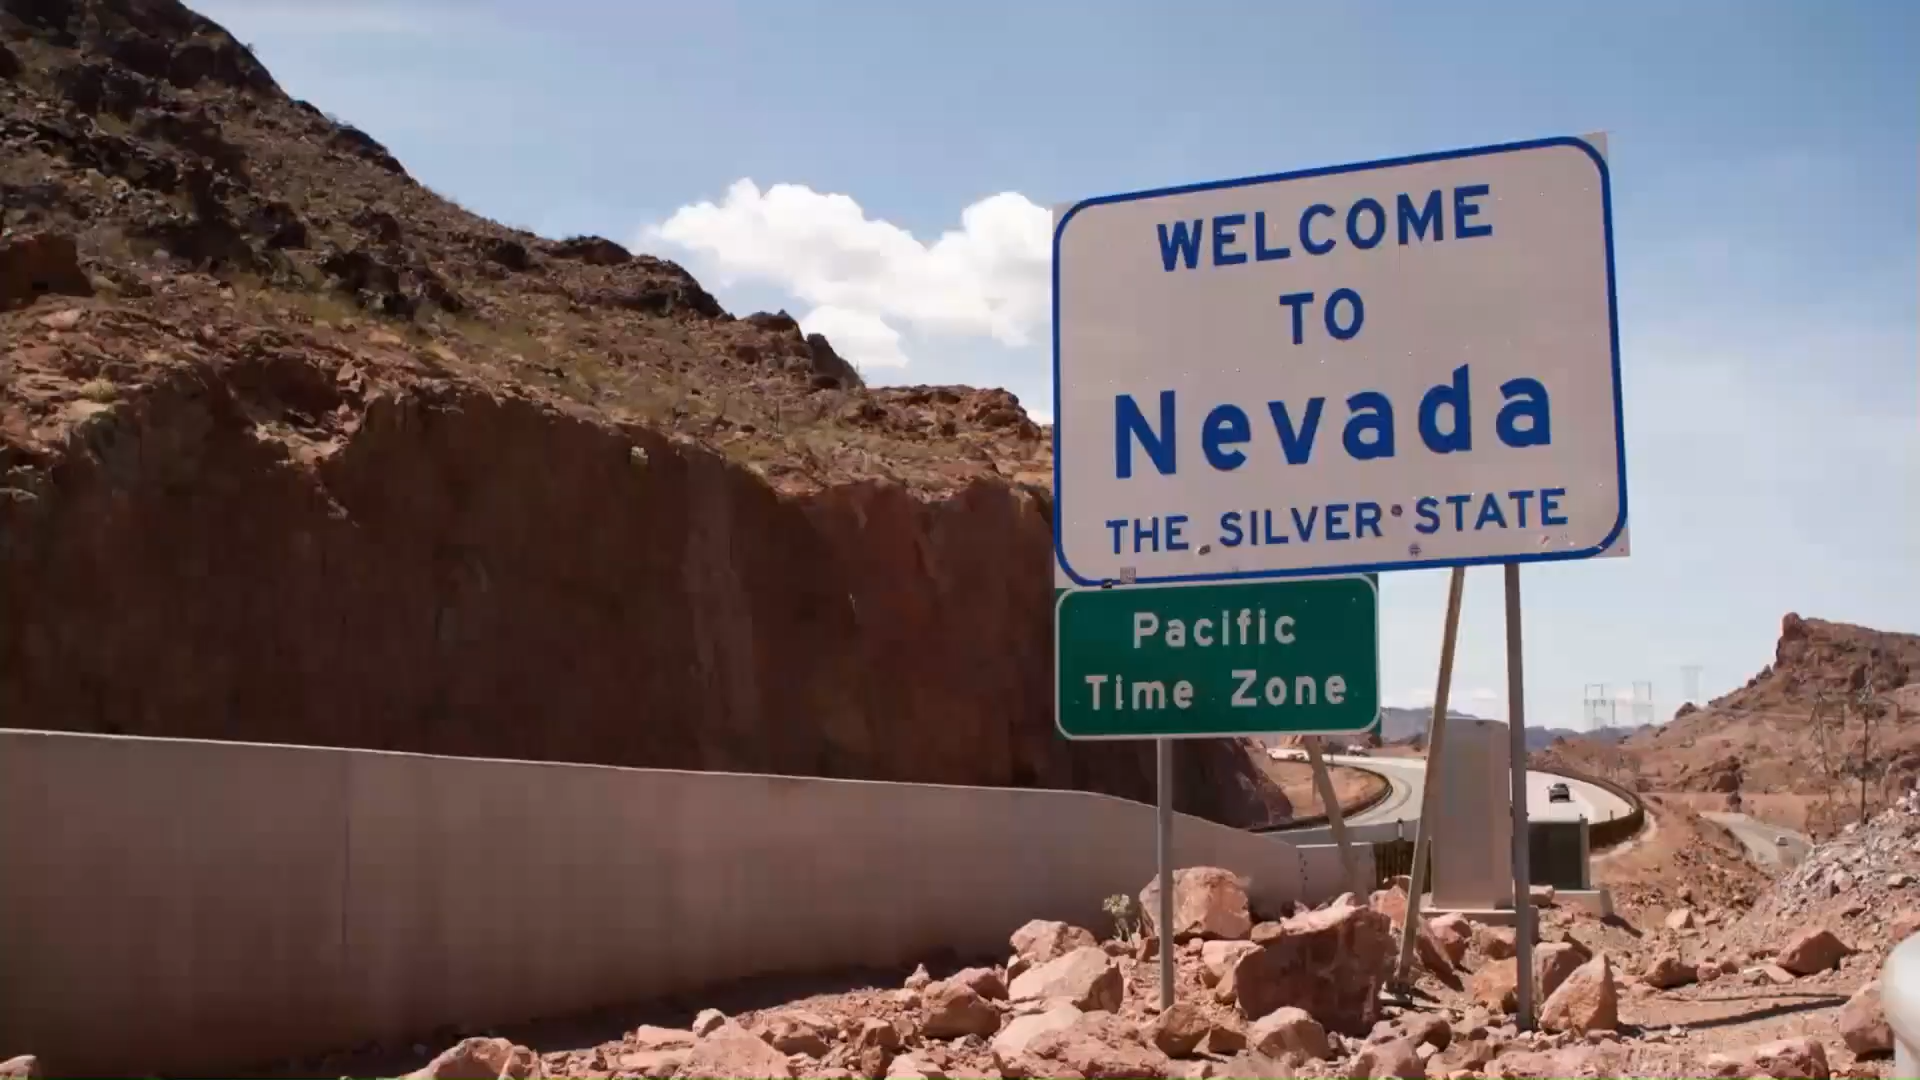 WELCOME
TO
Nevada
THE SILVER STATE
Pacific
Time Zone